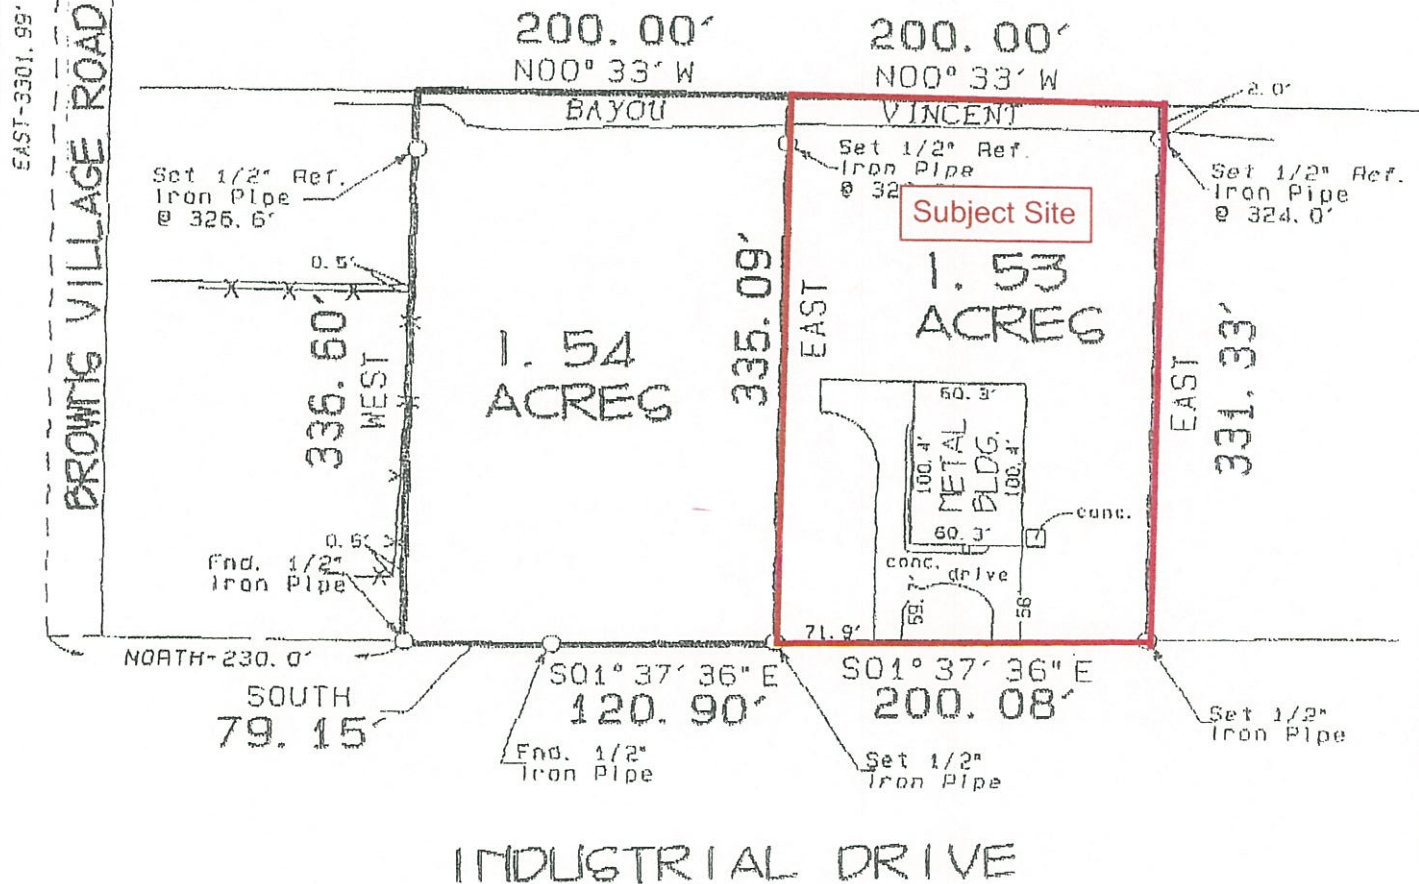 EAST-3301.99'
BROWNS VILLAGE ROAD
200.00'
N00° 33' W
200.00'
N00° 33' W
BAYOU
VINCENT
2.0'
Set 1/2" Ref.
Iron Pipe
@ 326.6'
Set 1/2" Ref.
Iron Pipe
@
Set 1/2" Ref.
Iron Pipe
@ 324.0'
Subject Site
0.5'
336.60'
WEST
1.54
ACRES
335.09'
EAST
1.53
ACRES
EAST
331.33'
60.3'
100.4'
METAL
BLDG.
100.4'
60.3'
conc.
conc.
drive
59.7'
56
71.9'
0.5'
Fnd. 1/2"
Iron Pipe
NORTH-230.0'
SOUTH
79.15'
S01° 37' 36" E
120.90'
S01° 37' 36" E
200.08'
Fnd. 1/2"
Iron Pipe
Set 1/2"
Iron Pipe
Set 1/2"
Iron Pipe
INDUSTRIAL DRIVE